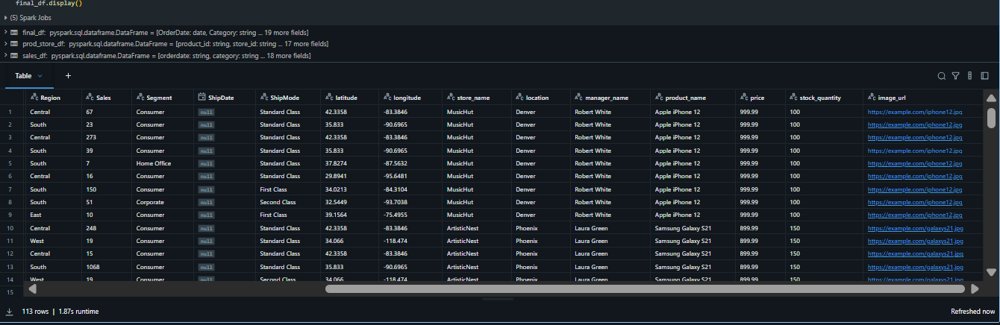 final_df.display()
(5) Spark Jobs
final_df: pyspark.sql.dataframe.DataFrame = [OrderDate: date, Category: string ... 19 more fields]
prod_store_df: pyspark.sql.dataframe.DataFrame = [product_id: string, store_id: string ... 17 more fields]
sales_df: pyspark.sql.dataframe.DataFrame = [orderdate: string, category: string ... 18 more fields]
Table +
Region Sales Segment ShipDate ShipMode latitude longitude store_name location manager_name product_name price stock_quantity image_url
1 Central 67 Consumer null Standard Class 42.3358 -83.3846 MusicHut Denver Robert White Apple iPhone 12 999.99 100 https://example.com/iphone12.jpg
2 South 23 Consumer null Standard Class 35.833 -90.6965 MusicHut Denver Robert White Apple iPhone 12 999.99 100 https://example.com/iphone12.jpg
3 Central 273 Consumer null Standard Class 42.3358 -83.3846 MusicHut Denver Robert White Apple iPhone 12 999.99 100 https://example.com/iphone12.jpg
4 South 39 Consumer null Standard Class 35.833 -90.6965 MusicHut Denver Robert White Apple iPhone 12 999.99 100 https://example.com/iphone12.jpg
5 South 7 Home Office null Standard Class 37.8274 -87.5632 MusicHut Denver Robert White Apple iPhone 12 999.99 100 https://example.com/iphone12.jpg
6 Central 16 Consumer null Standard Class 29.8941 -95.6481 MusicHut Denver Robert White Apple iPhone 12 999.99 100 https://example.com/iphone12.jpg
7 South 150 Consumer null First Class 34.0213 -84.3104 MusicHut Denver Robert White Apple iPhone 12 999.99 100 https://example.com/iphone12.jpg
8 South 51 Corporate null Second Class 32.5449 -93.7038 MusicHut Denver Robert White Apple iPhone 12 999.99 100 https://example.com/iphone12.jpg
9 East 10 Consumer null First Class 39.1564 -75.4955 MusicHut Denver Robert White Apple iPhone 12 999.99 100 https://example.com/iphone12.jpg
10 Central 248 Consumer null Standard Class 42.3358 -83.3846 ArtisticNest Phoenix Laura Green Samsung Galaxy S21 899.99 150 https://example.com/galaxys21.jpg
11 West 19 Consumer null Standard Class 34.066 -118.474 ArtisticNest Phoenix Laura Green Samsung Galaxy S21 899.99 150 https://example.com/galaxys21.jpg
12 Central 15 Consumer null Standard Class 42.3358 -83.3846 ArtisticNest Phoenix Laura Green Samsung Galaxy S21 899.99 150 https://example.com/galaxys21.jpg
13 South 1068 Consumer null Standard Class 35.833 -90.6965 ArtisticNest Phoenix Laura Green Samsung Galaxy S21 899.99 150 https://example.com/galaxys21.jpg
14 West 19 Consumer null Second Class 34.066 -118.474 ArtisticNest Phoenix Laura Green Samsung Galaxy S21 899.99 150 https://example.com/galaxys21.jpg
15
113 rows | 1.87s runtime Refreshed now